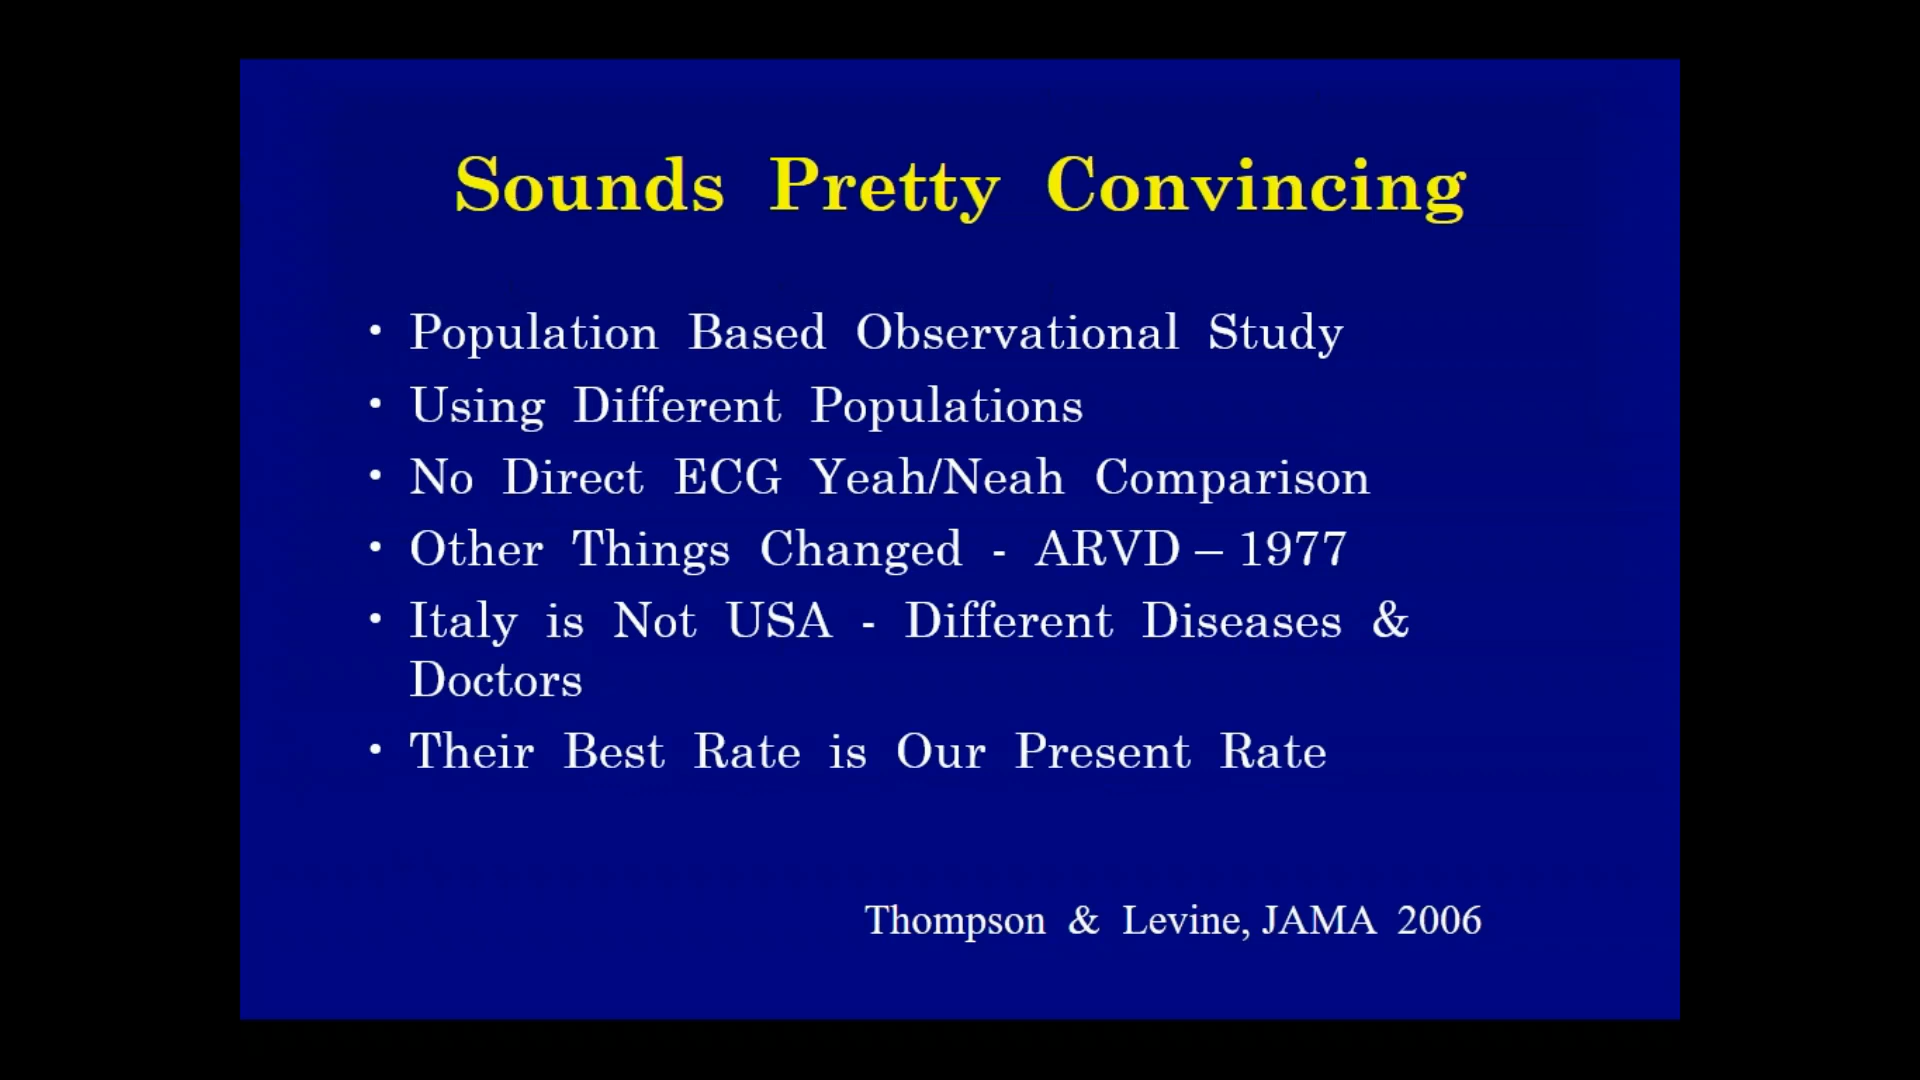 Sounds Pretty Convincing
• Population Based Observational Study
• Using Different Populations
• No Direct ECG Yeah/Neah Comparison
• Other Things Changed - ARVD – 1977
• Italy is Not USA - Different Diseases &
Doctors
• Their Best Rate is Our Present Rate
Thompson & Levine, JAMA 2006